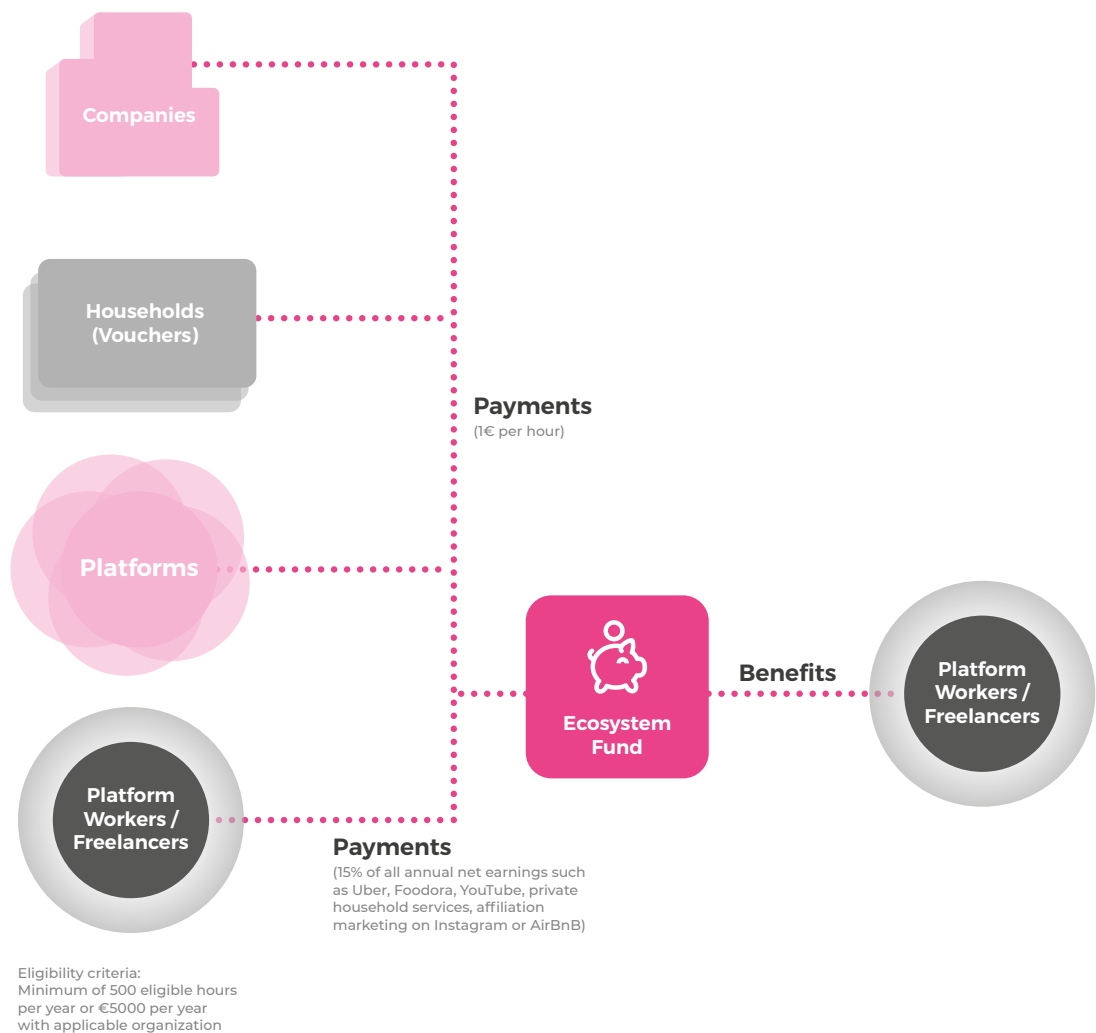 Companies
Households
(Vouchers)
Payments
(1€ per hour)
Platforms
Ecosystem
Fund
Benefits
Platform
Workers /
Freelancers
Platform
Workers /
Freelancers
Payments
(15% of all annual net earnings such
as Uber, Foodora, YouTube, private
household services, affiliation
marketing on Instagram or AirBnB)
Eligibility criteria:
Minimum of 500 eligible hours
per year or €5000 per year
with applicable organization